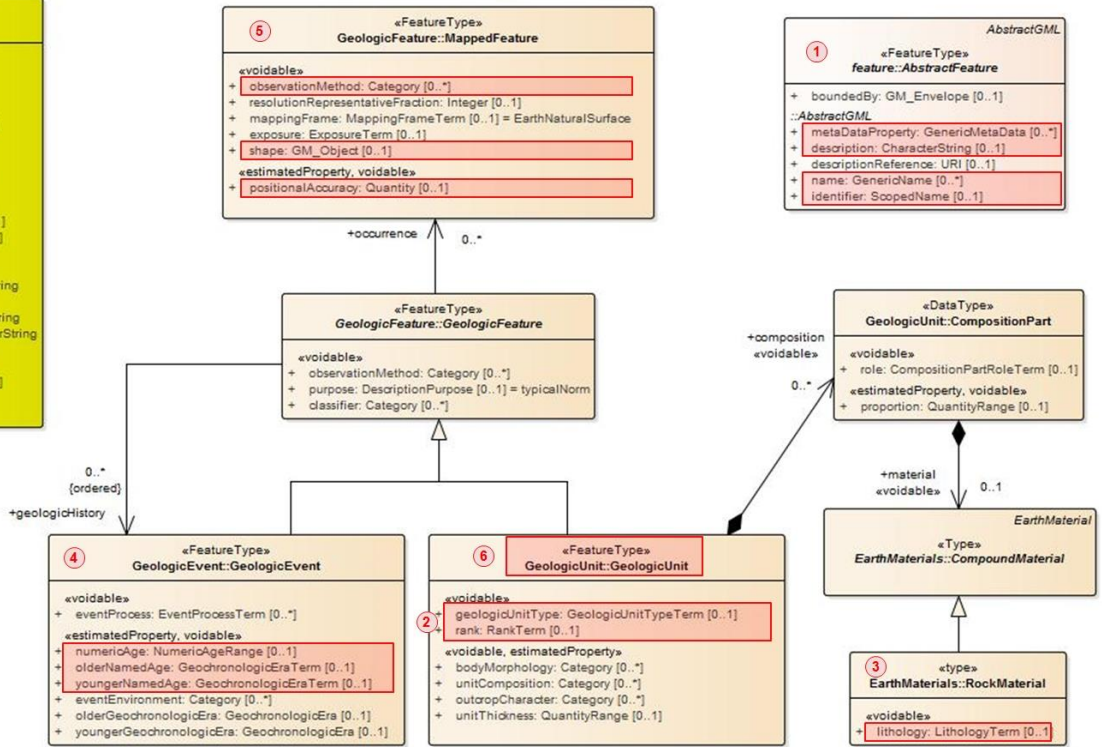 ]
]
ing
ring
rString
]
5
«FeatureType»
GeologicFeature::MappedFeature
«voidable»
+ observationMethod: Category [0..*]
+ resolutionRepresentativeFraction: Integer [0..1]
+ mappingFrame: MappingFrameTerm [0..1] = EarthNaturalSurface
+ exposure: ExposureTerm [0..1]
+ shape: GM_Object [0..1]
«estimatedProperty, voidable»
+ positionalAccuracy: Quantity [0..1]
AbstractGML
1
«FeatureType»
feature::AbstractFeature
+ boundedBy: GM_Envelope [0..1]
::AbstractGML
+ metaDataProperty: GenericMetaData [0..*]
+ description: CharacterString [0..1]
+ descriptionReference: URI [0..1]
+ name: GenericName [0..*]
+ identifier: ScopedName [0..1]
+occurrence
0..*
«FeatureType»
GeologicFeature::GeologicFeature
«voidable»
+ observationMethod: Category [0..*]
+ purpose: DescriptionPurpose [0..1] = typicalNorm
+ classifier: Category [0..*]
+composition
«voidable»
0..*
«DataType»
GeologicUnit::CompositionPart
«voidable»
+ role: CompositionPartRoleTerm [0..1]
«estimatedProperty, voidable»
+ proportion: QuantityRange [0..1]
0..*
{ordered}
+geologicHistory
+material
«voidable»
0..1
EarthMaterial
«Type»
EarthMaterials::CompoundMaterial
4
«FeatureType»
GeologicEvent::GeologicEvent
«voidable»
+ eventProcess: EventProcessTerm [0..*]
«estimatedProperty, voidable»
+ numericAge: NumericAgeRange [0..1]
+ olderNamedAge: GeochronologicEraTerm [0..1]
+ youngerNamedAge: GeochronologicEraTerm [0..1]
+ eventEnvironment: Category [0..*]
+ olderGeochronologicEra: GeochronologicEra [0..1]
+ youngerGeochronologicEra: GeochronologicEra [0..1]
6
«FeatureType»
GeologicUnit::GeologicUnit
«voidable»
2
+ geologicUnitType: GeologicUnitTypeTerm [0..1]
+ rank: RankTerm [0..1]
«voidable, estimatedProperty»
+ bodyMorphology: Category [0..*]
+ unitComposition: Category [0..*]
+ outcropCharacter: Category [0..*]
+ unitThickness: QuantityRange [0..1]
3
«type»
EarthMaterials::RockMaterial
«voidable»
+ lithology: LithologyTerm [0..1]